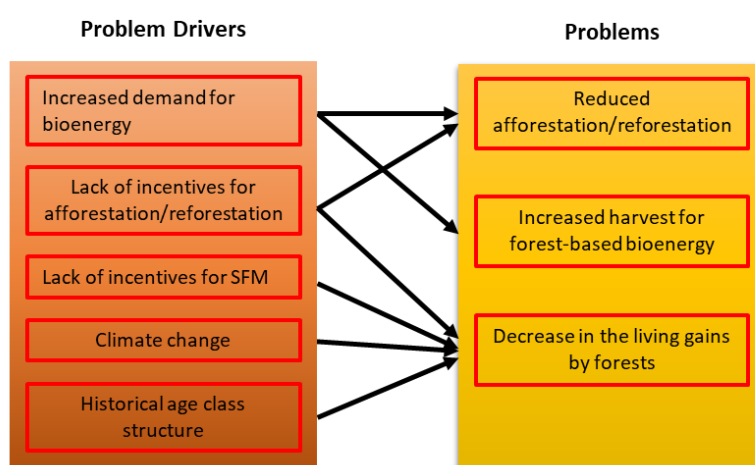 Problem Drivers
Increased demand for
bioenergy
Lack of incentives for
afforestation/reforestation
Lack of incentives for SFM
Climate change
Historical age class
structure
Problems
Reduced
afforestation/reforestation
Increased harvest for
forest-based bioenergy
Decrease in the living gains
by forests